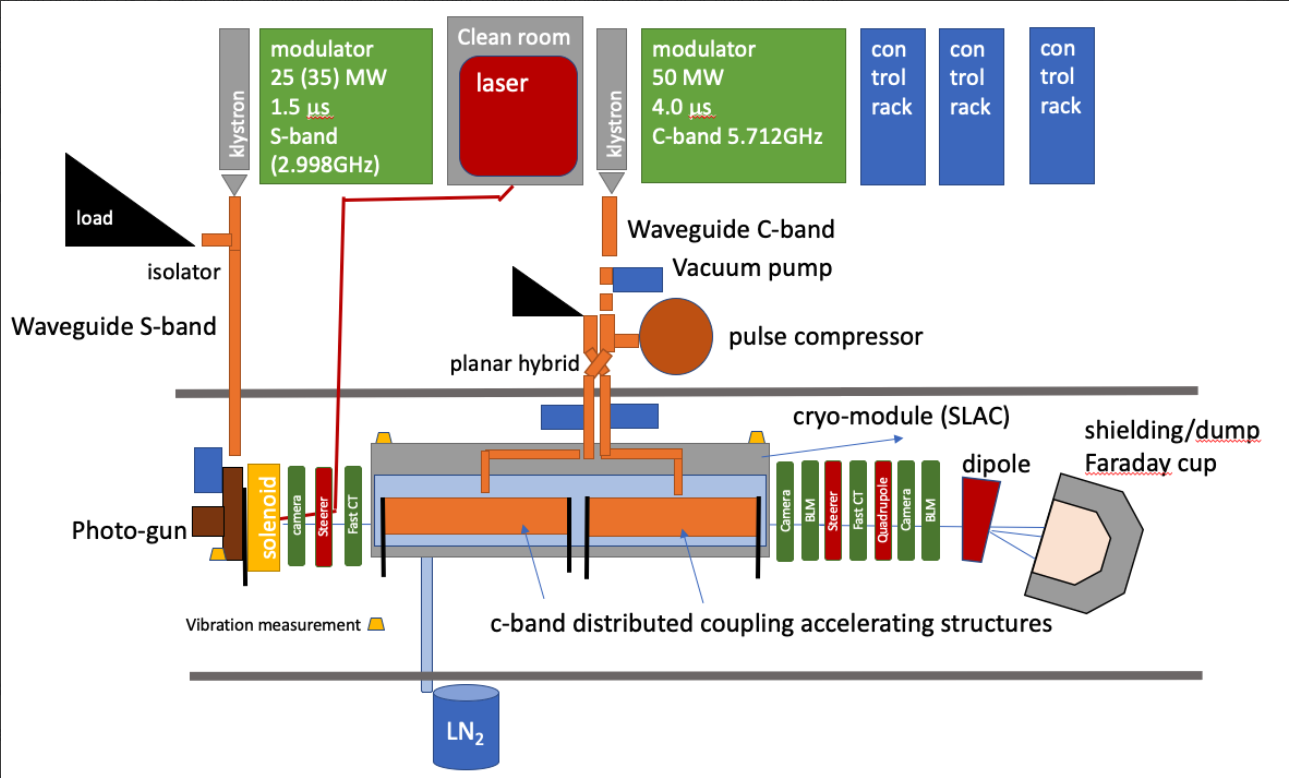 modulator
25 (35) MW
1.5 µs
S-band
(2.998GHz)
klystron
Clean room
laser
klystron
modulator
50 MW
4.0 µs
C-band 5.712GHz
con
trol
rack
con
trol
rack
con
trol
rack
load
isolator
Waveguide S-band
Waveguide C-band
Vacuum pump
pulse compressor
planar hybrid
cryo-module (SLAC)
shielding/dump
Faraday cup
dipole
Photo-gun
solenoid
camera
Steerer
Fast CT
Camera
BLM
Steerer
Fast CT
Quadrupole
Camera
BLM
Vibration measurement
c-band distributed coupling accelerating structures
LN₂